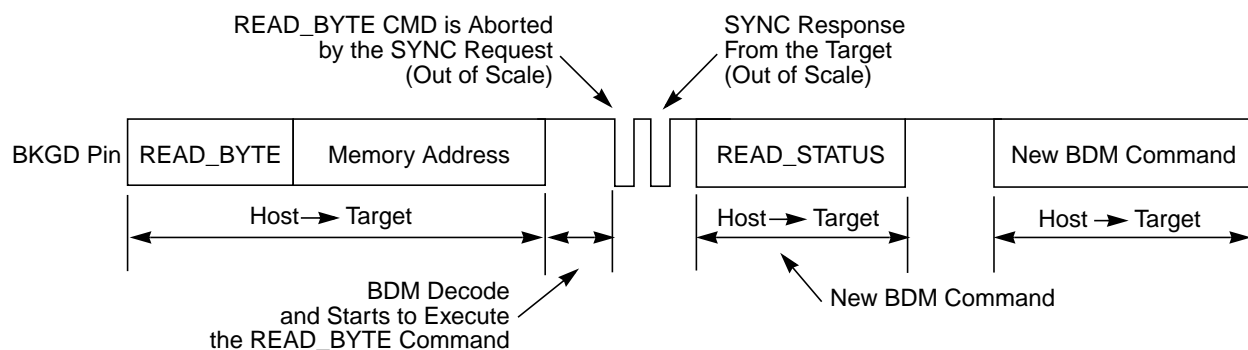 READ_BYTE CMD is Aborted
by the SYNC Request
(Out of Scale)
SYNC Response
From the Target
(Out of Scale)
BKGD Pin
READ_BYTE
Memory Address
READ_STATUS
New BDM Command
Host → Target
Host → Target
Host → Target
BDM Decode
and Starts to Execute
the READ_BYTE Command
New BDM Command